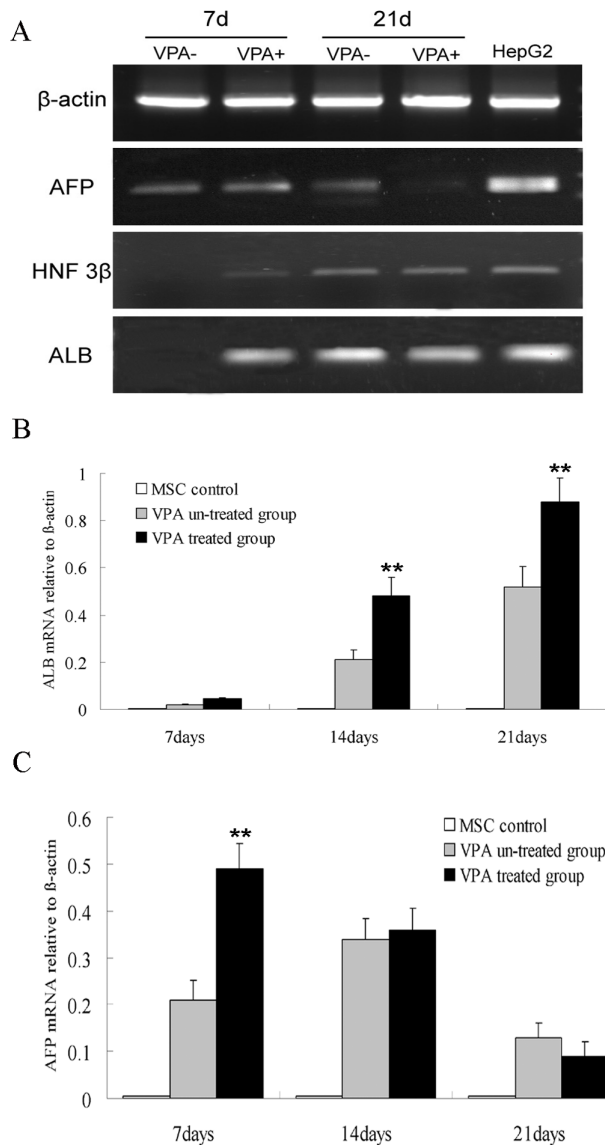 A
7d 21d
VPA- VPA+ VPA- VPA+ HepG2
β-actin
AFP
HNF 3β
ALB
B
ALB mRNA relative to ß-actin
1
0.8
0.6
0.4
0.2
0
MSC control
VPA un-treated group
VPA treated group
**
**
7days 14days 21days
C
AFP mRNA relative to ß-actin
0.6
0.5
0.4
0.3
0.2
0.1
0
MSC control
VPA un-treated group
VPA treated group
**
7days 14days 21days